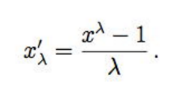 x′_λ = (x^λ − 1) / λ .